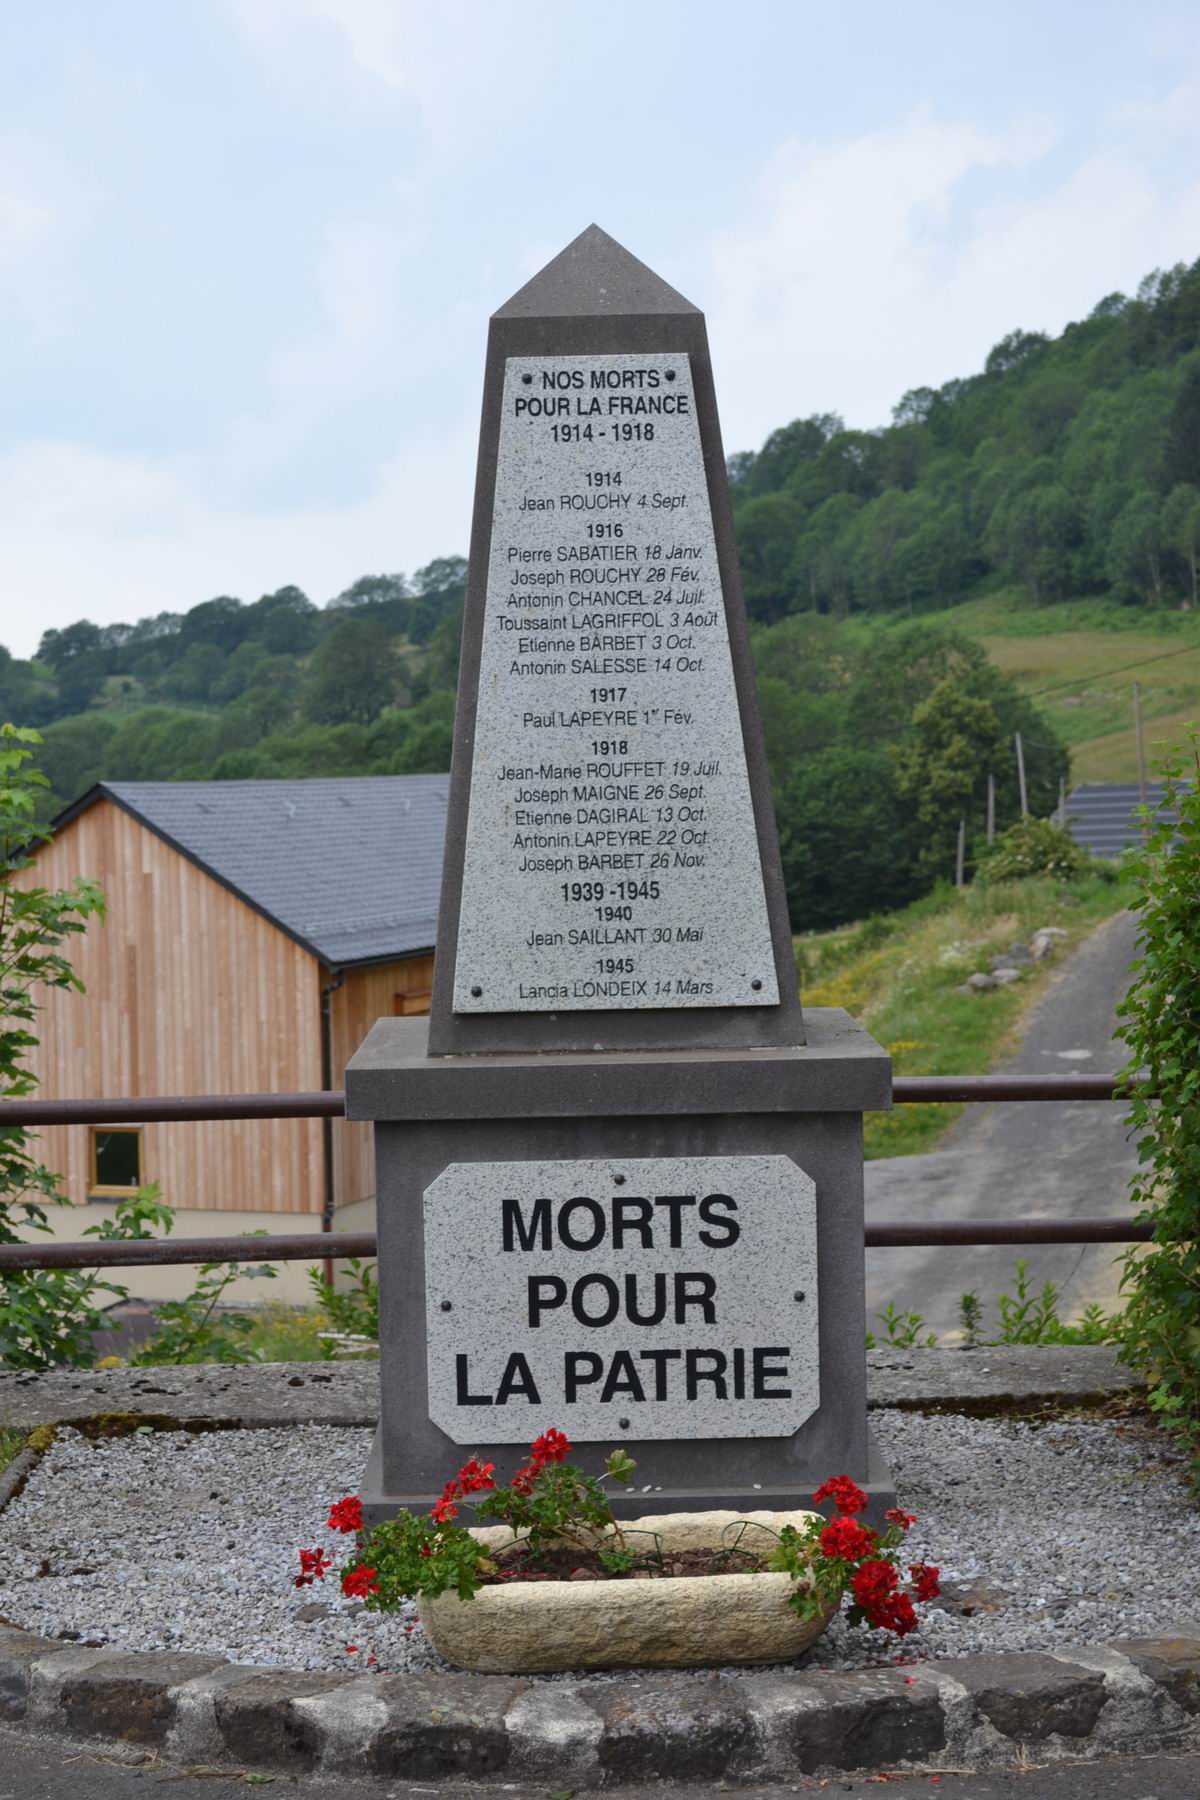 NOS MORTS
POUR LA FRANCE
1914 - 1918
1914
Jean ROUCHY 4 Sept.
1916
Pierre SABATIER 18 Janv.
Joseph ROUCHY 28 Fév.
Antonin CHANCEL 24 Juil.
Toussaint LAGRIFFOL 3 Août
Etienne BARBET 3 Oct.
Antonin SALESSE 14 Oct.
1917
Paul LAPEYRE 1er Fév.
1918
Jean-Marie ROUFFET 19 Juil.
Joseph MAIGNE 26 Sept.
Etienne DAGIRAL 13 Oct.
Antonin LAPEYRE 22 Oct.
Joseph BARBET 26 Nov.
1939 -1945
1940
Jean SAILLANT 30 Mai
1945
Lancia LONDEIX 14 Mars
MORTS
POUR
LA PATRIE